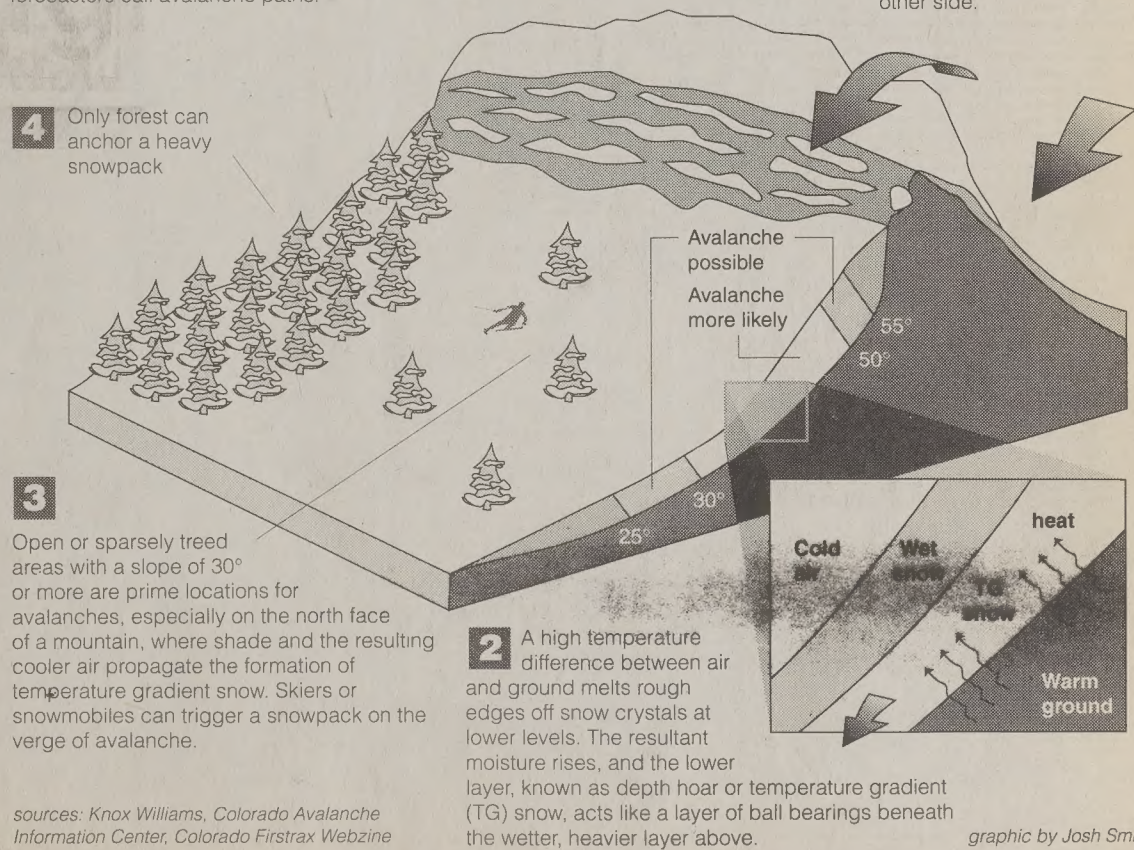 forecasters call avalanche paths.
other side.
4 Only forest can
anchor a heavy
snowpack
Avalanche
possible
Avalanche
more likely
55°
50°
30°
25°
3
Open or sparsely treed
areas with a slope of 30°
or more are prime locations for
avalanches, especially on the north face
of a mountain, where shade and the resulting
cooler air propagate the formation of
temperature gradient snow. Skiers or
snowmobiles can trigger a snowpack on the
verge of avalanche.
Cold
air
Wet
snow
TG
snow
heat
Warm
ground
2 A high temperature
difference between air
and ground melts rough
edges off snow crystals at
lower levels. The resultant
moisture rises, and the lower
layer, known as depth hoar or temperature gradient
(TG) snow, acts like a layer of ball bearings beneath
the wetter, heavier layer above.
sources: Knox Williams, Colorado Avalanche
Information Center, Colorado Firstrax Webzine
graphic by Josh Sm